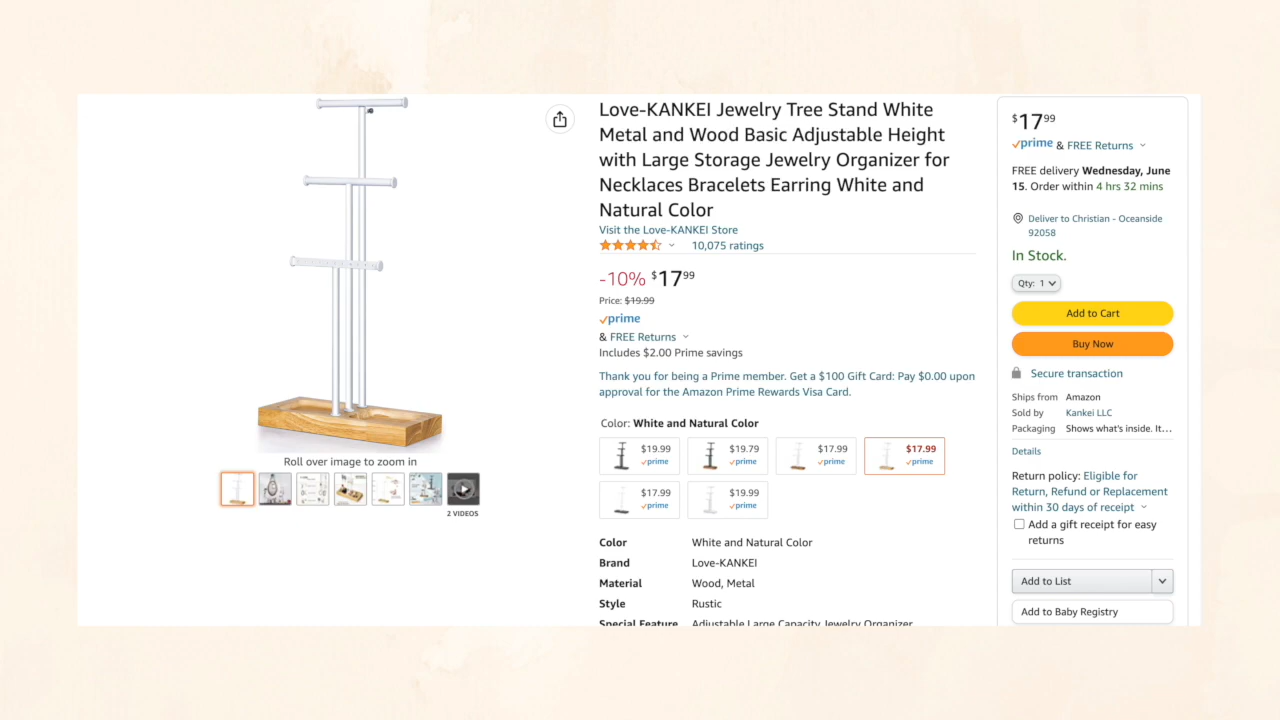 Love-KANKEI Jewelry Tree Stand White
Metal and Wood Basic Adjustable Height
with Large Storage Jewelry Organizer for
Necklaces Bracelets Earring White and
Natural Color
Visit the Love-KANKEI Store
10,075 ratings
-10% $17 99
Price: $19.99
prime
& FREE Returns
Includes $2.00 Prime savings
Thank you for being a Prime member. Get a $100 Gift Card: Pay $0.00 upon
approval for the Amazon Prime Rewards Visa Card.
Color: White and Natural Color
$19.99 $19.79 $17.99 $17.99
prime prime prime prime
$17.99 $19.99
prime prime
Color White and Natural Color
Brand Love-KANKEI
Material Wood, Metal
Style Rustic
Special Feature Adjustable Large Capacity Jewelry Organizer
Roll over image to zoom in
2 VIDEOS
$17 99
prime & FREE Returns
FREE delivery Wednesday, June
15. Order within 4 hrs 32 mins
Deliver to Christian - Oceanside
92058
In Stock.
Qty: 1
Add to Cart
Buy Now
Secure transaction
Ships from Amazon
Sold by Kankei LLC
Packaging Shows what's inside. It...
Details
Return policy: Eligible for
Return, Refund or Replacement
within 30 days of receipt
Add a gift receipt for easy
returns
Add to List
Add to Baby Registry